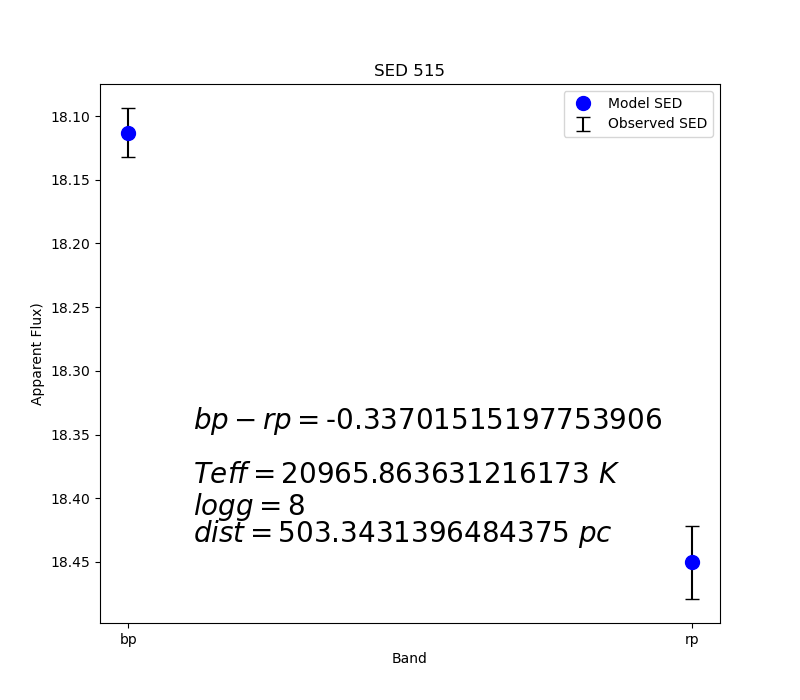 SED 515
Model SED
Observed SED
18.10
18.15
18.20
18.25
18.30
18.35
18.40
18.45
Apparent Flux)
bp − rp = -0.33701515197753906
Teff = 20965.863631216173 K
logg = 8
dist = 503.3431396484375 pc
bp
rp
Band